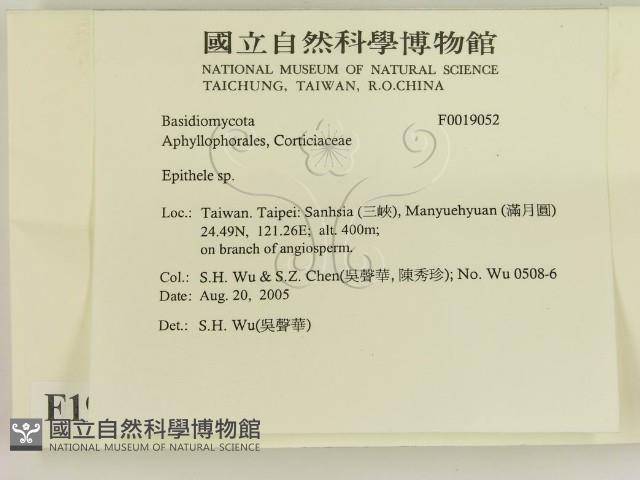 國立自然科學博物館
NATIONAL MUSEUM OF NATURAL SCIENCE
TAICHUNG, TAIWAN, R.O.CHINA
Basidiomycota F0019052
Aphyllophorales, Corticiaceae
Epithele sp.
Loc.: Taiwan. Taipei: Sanhsia (三峽), Manyuehyuan (滿月圓)
24.49N, 121.26E; alt. 400m;
on branch of angiosperm.
Col.: S.H. Wu & S.Z. Chen(吳聲華, 陳秀珍); No. Wu 0508-6
Date: Aug. 20, 2005
Det.: S.H. Wu(吳聲華)
國立自然科學博物館
NATIONAL MUSEUM OF NATURAL SCIENCE